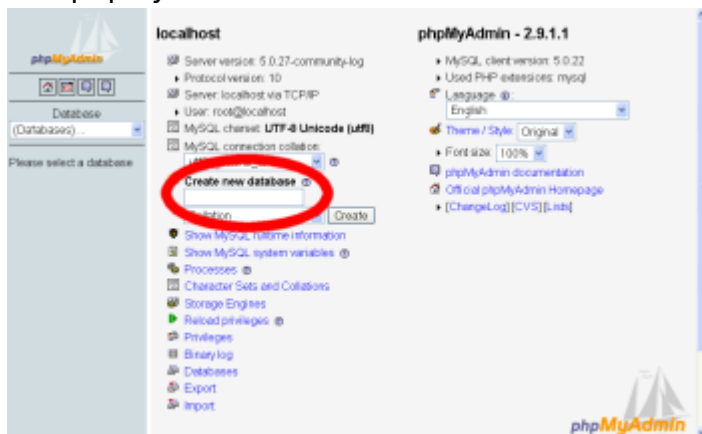 phpMyAdmin
Database
(Databases)...
Please select a database
localhost
Server version: 5.0.27-community-log
Protocol version: 10
Server: localhost via TCP/IP
User: root@localhost
MySQL charset: UTF-8 Unicode (utf8)
MySQL connection collation:
Create new database
Collation
Create
Show MySQL runtime information
Show MySQL system variables
Processes
Character Sets and Collations
Storage Engines
Reload privileges
Privileges
Binary log
Databases
Export
Import
phpMyAdmin - 2.9.1.1
MySQL client version: 5.0.22
Used PHP extensions: mysql
Language
English
Theme / Style: Original
Font size: 100%
phpMyAdmin documentation
Official phpMyAdmin Homepage
[ChangeLog] [CVS] [Lists]
phpMyAdmin